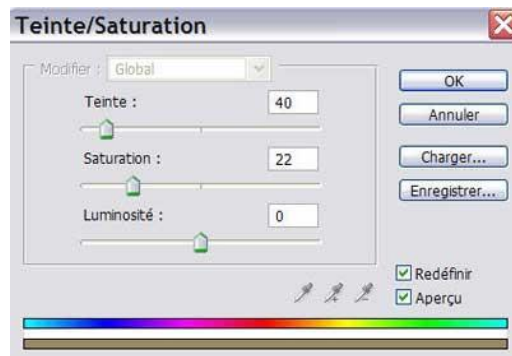 Teinte/Saturation
Modifier : Global
Teinte : 40
Saturation : 22
Luminosité : 0
OK
Annuler
Charger...
Enregistrer...
Redéfinir
Aperçu